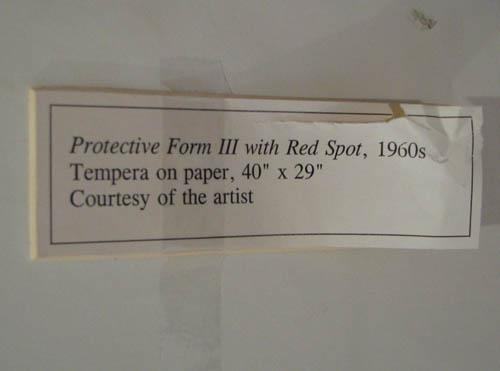 Protective Form III with Red Spot, 1960s
Tempera on paper, 40" x 29"
Courtesy of the artist